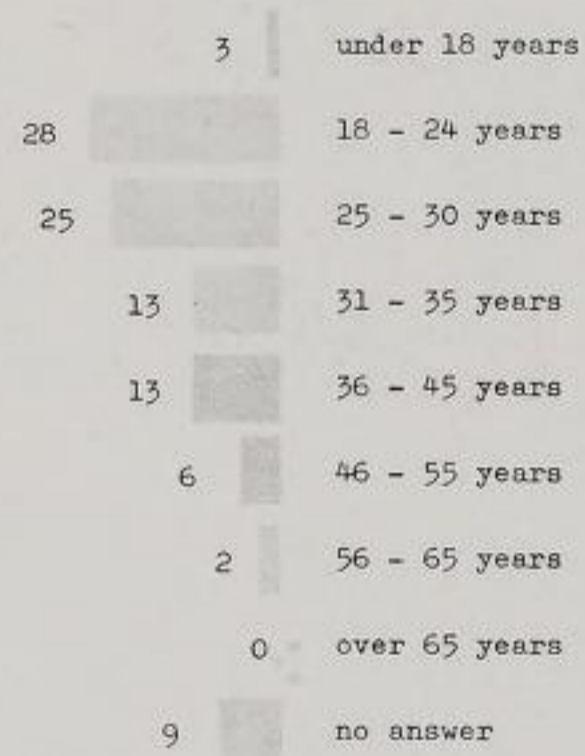 3 under 18 years
28 18 - 24 years
25 25 - 30 years
13 31 - 35 years
13 36 - 45 years
6 46 - 55 years
2 56 - 65 years
0 over 65 years
9 no answer